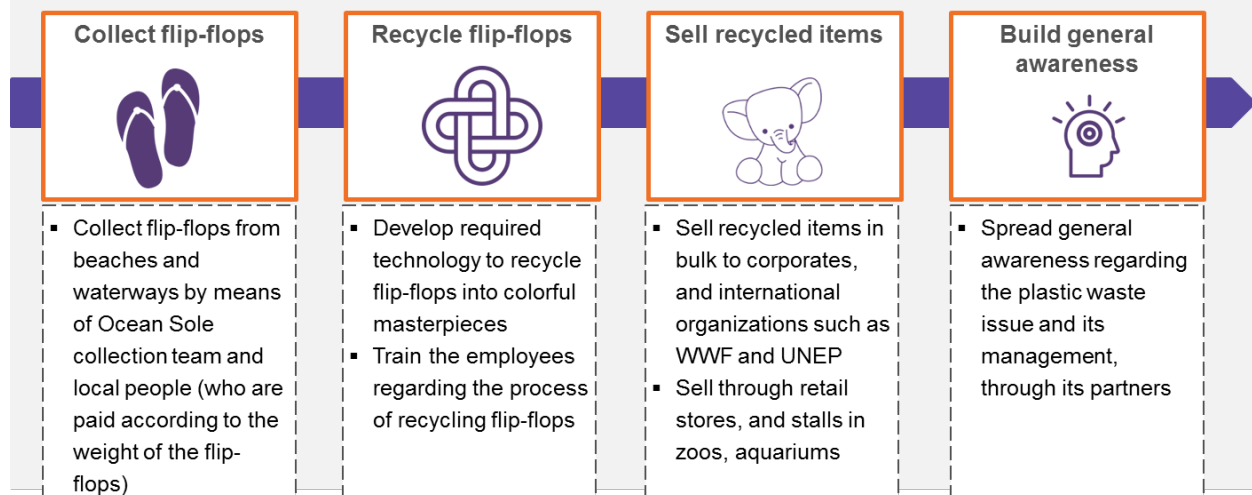 Collect flip-flops
▪ Collect flip-flops from
beaches and
waterways by means
of Ocean Sole
collection team and
local people (who are
paid according to the
weight of the flip-
flops)
Recycle flip-flops
▪ Develop required
technology to recycle
flip-flops into colorful
masterpieces
▪ Train the employees
regarding the process
of recycling flip-flops
Sell recycled items
▪ Sell recycled items in
bulk to corporates,
and international
organizations such as
WWF and UNEP
▪ Sell through retail
stores, and stalls in
zoos, aquariums
Build general
awareness
▪ Spread general
awareness regarding
the plastic waste
issue and its
management,
through its partners